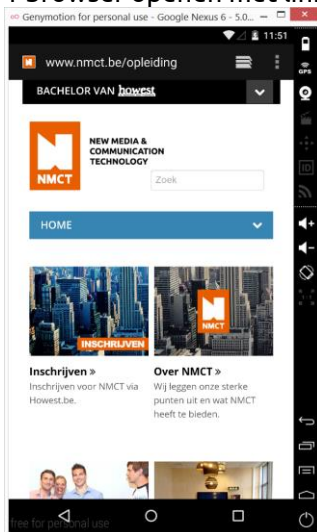 Browser openen met
Genymotion for personal use - Google Nexus 6 - 5.0...
11:51
www.nmct.be/opleiding
GPS
BACHELOR VAN howest
NMCT
NEW MEDIA &
COMMUNICATION
TECHNOLOGY
Zoek
ID
HOME
INSCHRIJVEN
NMCT
Inschrijven »
Over NMCT »
Inschrijven voor NMCT via
Howest.be.
Wij leggen onze sterke
punten uit en wat NMCT
heeft te bieden.
free for personal use